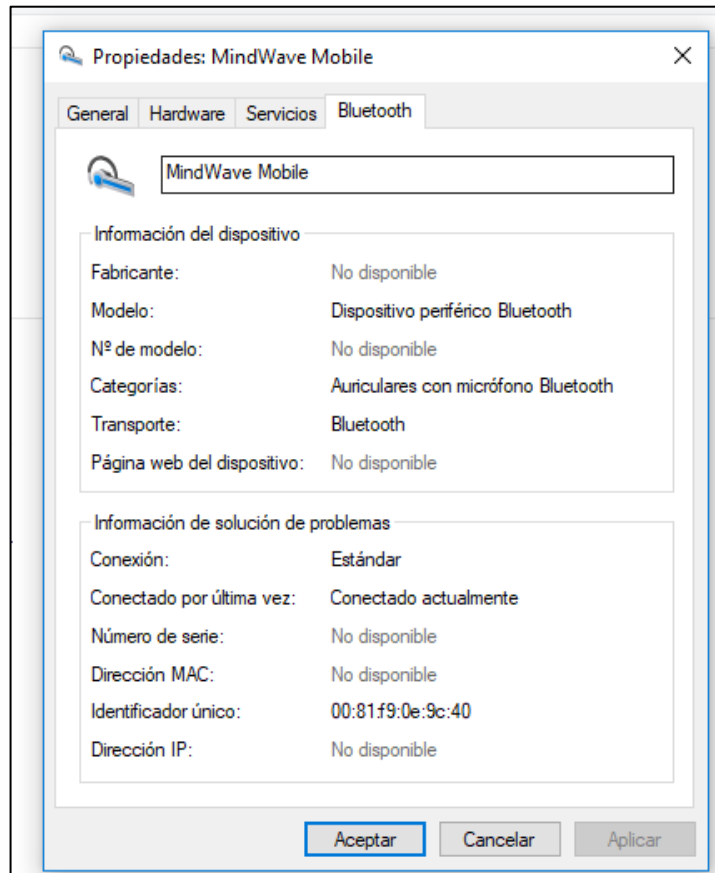 Propiedades: MindWave Mobile
General Hardware Servicios Bluetooth
MindWave Mobile
Información del dispositivo
Fabricante: No disponible
Modelo: Dispositivo periférico Bluetooth
Nº de modelo: No disponible
Categorías: Auriculares con micrófono Bluetooth
Transporte: Bluetooth
Página web del dispositivo: No disponible
Información de solución de problemas
Conexión: Estándar
Conectado por última vez: Conectado actualmente
Número de serie: No disponible
Dirección MAC: No disponible
Identificador único: 00:81:f9:0e:9c:40
Dirección IP: No disponible
Aceptar Cancelar Aplicar